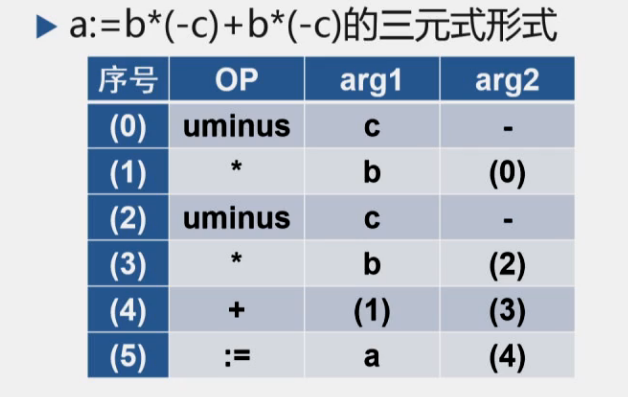 a:=b*(-c)+b*(-c)的三元式形式
序号 OP arg1 arg2
(0) uminus c -
(1) * b (0)
(2) uminus c -
(3) * b (2)
(4) + (1) (3)
(5) := a (4)